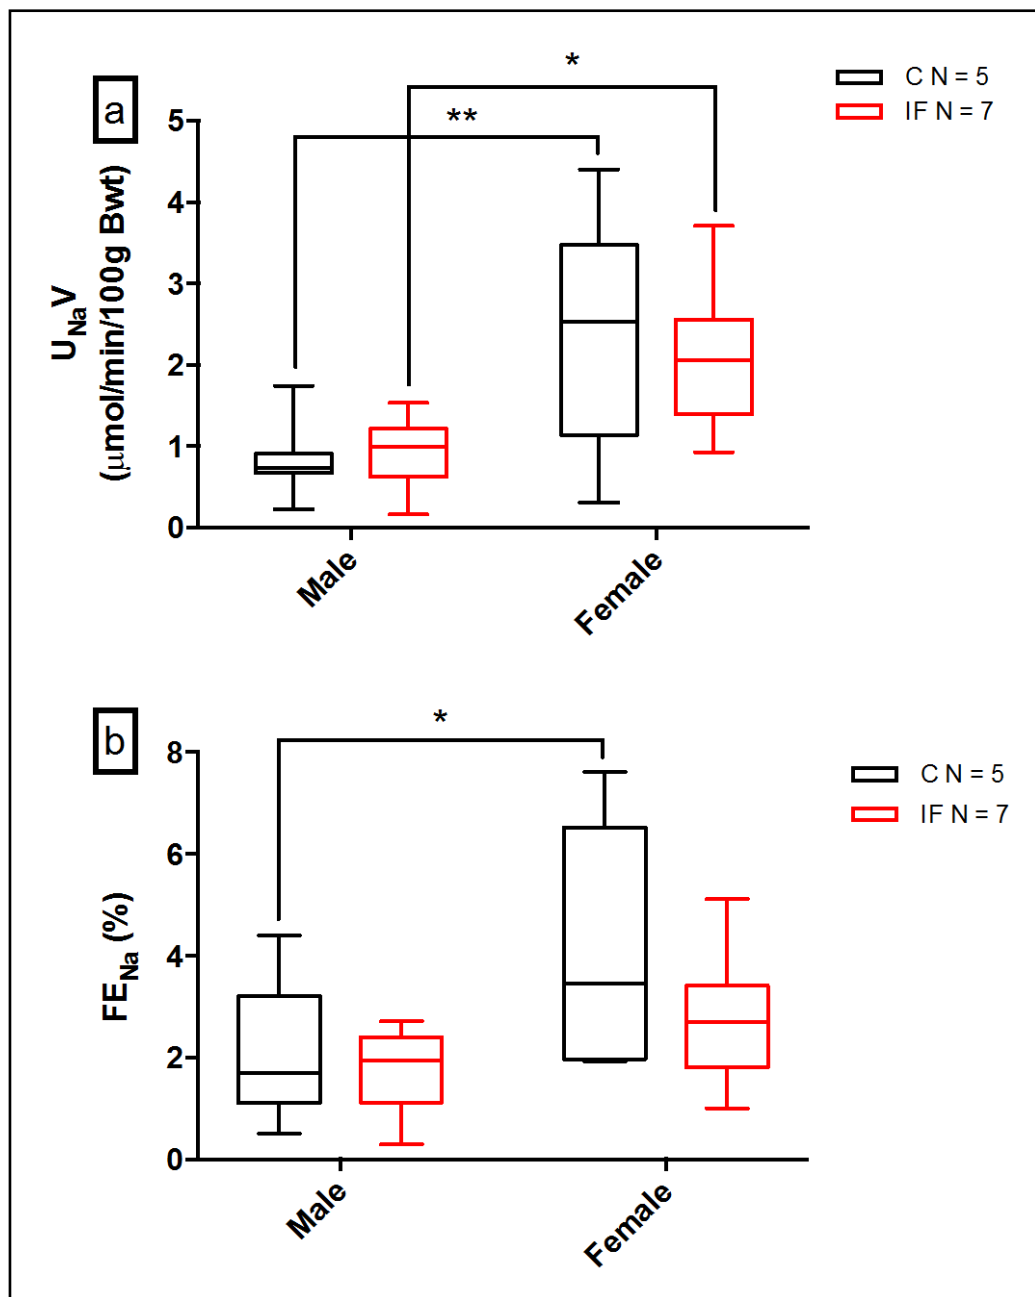 a
*
**
C N = 5
IF N = 7
5
4
3
2
1
0
UNaV
(μmol/min/100g Bwt)
Male
Female
b
*
C N = 5
IF N = 7
8
6
4
2
0
FENa (%)
Male
Female